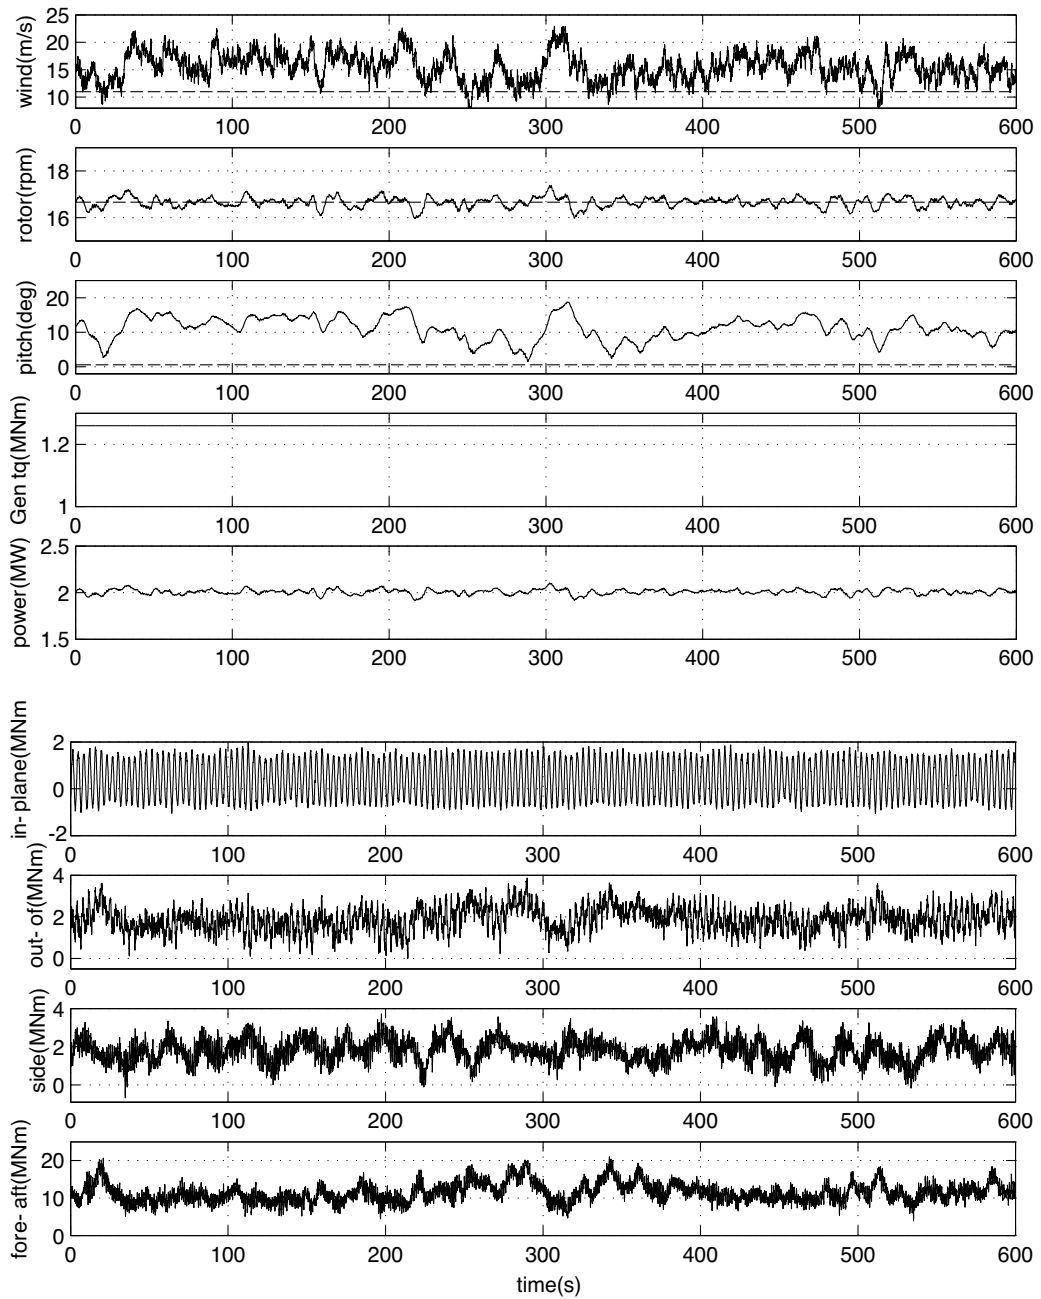 wind(m/s)
25
20
15
10
0 100 200 300 400 500 600
rotor(rpm)
18
16
0 100 200 300 400 500 600
pitch(deg)
20
10
0
0 100 200 300 400 500 600
Gen tq(MNm)
1.2
1
0 100 200 300 400 500 600
power(MW)
2.5
2
1.5
0 100 200 300 400 500 600
in- plane(MNm
2
0
-2
0 100 200 300 400 500 600
out- of(MNm)
4
2
0
0 100 200 300 400 500 600
side(MNm)
4
2
0
0 100 200 300 400 500 600
fore- aft(MNm)
20
10
0
0 100 200 300 400 500 600
time(s)